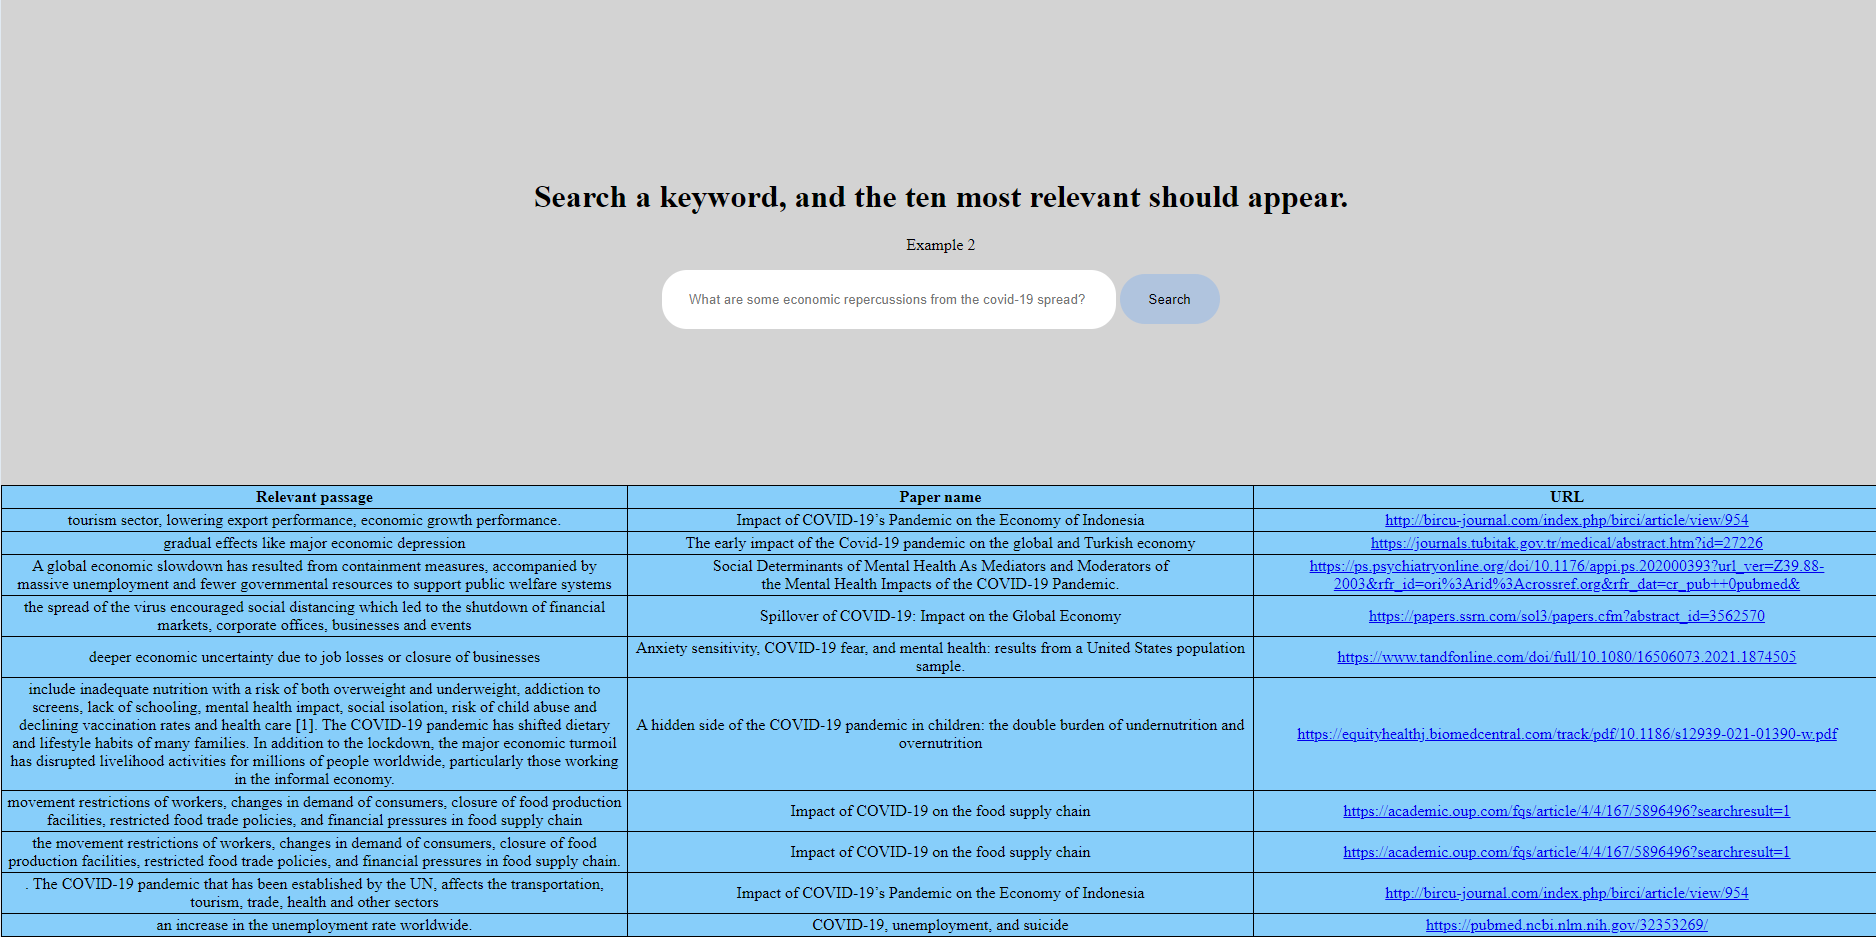 Search a keyword, and the ten most relevant should appear.
Example 2
What are some economic repercussions from the covid-19 spread?
Search
Relevant passage
Paper name
URL
tourism sector, lowering export performance, economic growth performance.
Impact of COVID-19’s Pandemic on the Economy of Indonesia
http://bircu-journal.com/index.php/birci/article/view/954
gradual effects like major economic depression
The early impact of the Covid-19 pandemic on the global and Turkish economy
https://journals.tubitak.gov.tr/medical/abstract.htm?id=27226
A global economic slowdown has resulted from containment measures, accompanied by
massive unemployment and fewer governmental resources to support public welfare systems
Social Determinants of Mental Health As Mediators and Moderators of
the Mental Health Impacts of the COVID-19 Pandemic.
https://ps.psychiatryonline.org/doi/10.1176/appi.ps.202000393?url_ver=Z39.88-
2003&rfr_id=ori%3Arid%3Acrossref.org&rfr_dat=cr_pub++0pubmed&
the spread of the virus encouraged social distancing which led to the shutdown of financial
markets, corporate offices, businesses and events
Spillover of COVID-19: Impact on the Global Economy
https://papers.ssrn.com/sol3/papers.cfm?abstract_id=3562570
deeper economic uncertainty due to job losses or closure of businesses
Anxiety sensitivity, COVID-19 fear, and mental health: results from a United States population
sample.
https://www.tandfonline.com/doi/full/10.1080/16506073.2021.1874505
include inadequate nutrition with a risk of both overweight and underweight, addiction to
screens, lack of schooling, mental health impact, social isolation, risk of child abuse and
declining vaccination rates and health care [1]. The COVID-19 pandemic has shifted dietary
and lifestyle habits of many families. In addition to the lockdown, the major economic turmoil
has disrupted livelihood activities for millions of people worldwide, particularly those working
in the informal economy.
A hidden side of the COVID-19 pandemic in children: the double burden of undernutrition and
overnutrition
https://equityhealthj.biomedcentral.com/track/pdf/10.1186/s12939-021-01390-w.pdf
movement restrictions of workers, changes in demand of consumers, closure of food production
facilities, restricted food trade policies, and financial pressures in food supply chain
Impact of COVID-19 on the food supply chain
https://academic.oup.com/fqs/article/4/4/167/5896496?searchresult=1
the movement restrictions of workers, changes in demand of consumers, closure of food
production facilities, restricted food trade policies, and financial pressures in food supply chain.
Impact of COVID-19 on the food supply chain
https://academic.oup.com/fqs/article/4/4/167/5896496?searchresult=1
. The COVID-19 pandemic that has been established by the UN, affects the transportation,
tourism, trade, health and other sectors
Impact of COVID-19’s Pandemic on the Economy of Indonesia
http://bircu-journal.com/index.php/birci/article/view/954
an increase in the unemployment rate worldwide.
COVID-19, unemployment, and suicide
https://pubmed.ncbi.nlm.nih.gov/32353269/